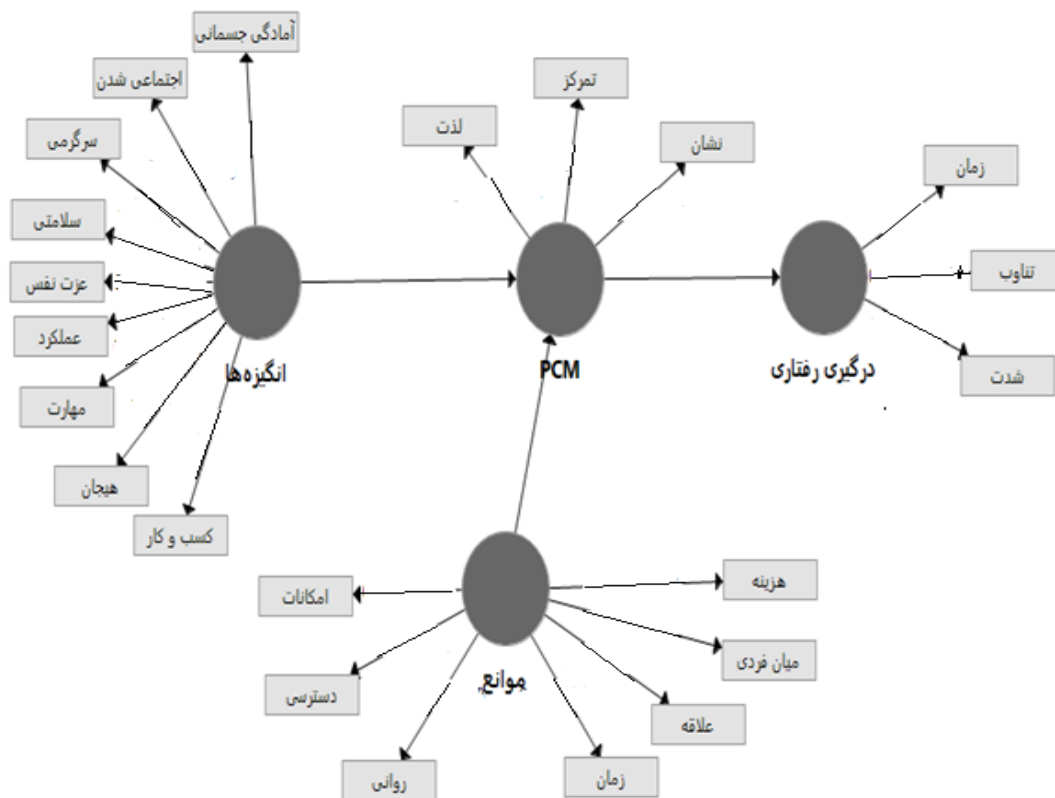 آمادگی جسمانی
اجتماعی شدن
سرگرمی
سلامتی
عزت نفس
عملکرد
مهارت
هیجان
کسب و کار
انگیزه‌ها
لذت
تمرکز
نشان
PCM
زمان
تناوب
شدت
درگیری رفتاری
امکانات
دسترسی
روانی
زمان
علاقه
میان فردی
هزینه
موانع